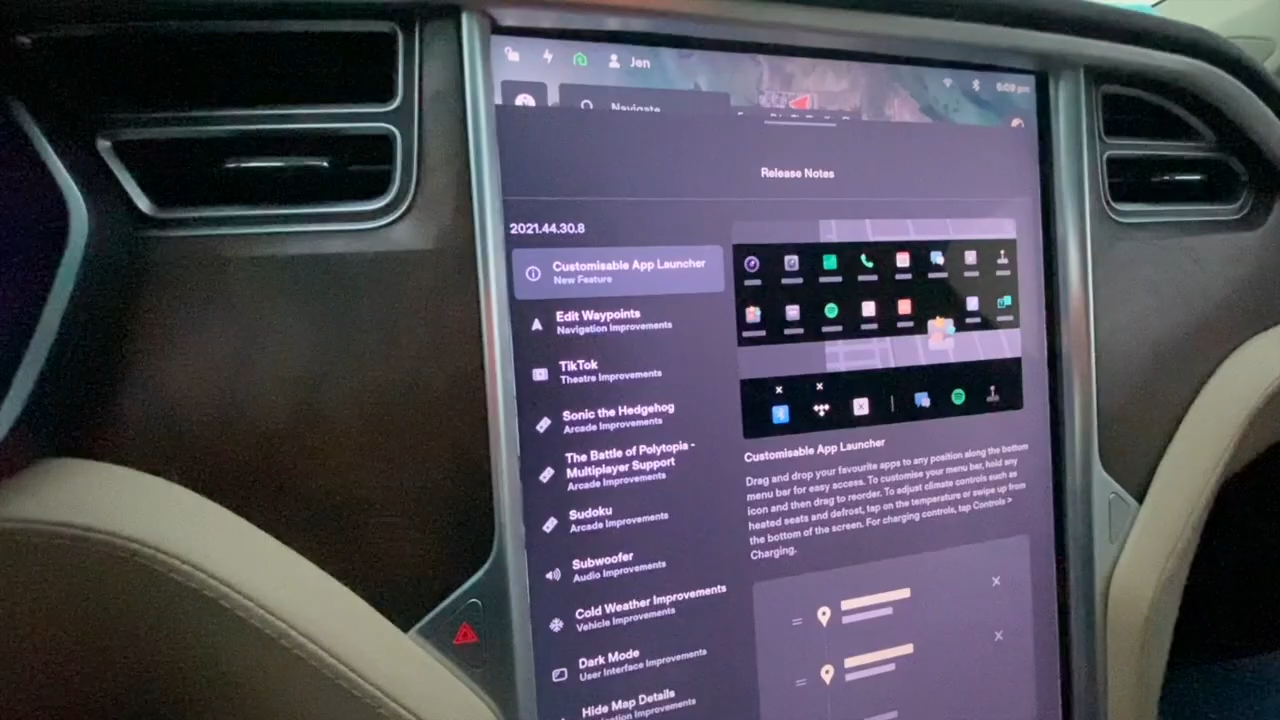 Jen
6:09 pm
Navigate
Release Notes
2021.44.30.8
Customisable App Launcher
New Feature
Edit Waypoints
Navigation Improvements
TikTok
Theatre Improvements
Sonic the Hedgehog
Arcade Improvements
The Battle of Polytopia -
Multiplayer Support
Arcade Improvements
Sudoku
Arcade Improvements
Subwoofer
Audio Improvements
Cold Weather Improvements
Vehicle Improvements
Dark Mode
User Interface Improvements
Hide Map Details
Improvements
Customisable App Launcher
Drag and drop your favourite apps to any position along the bottom
menu bar for easy access. To customise your menu bar, hold any
icon and then drag to reorder. To adjust climate controls such as
heated seats and defrost, tap on the temperature or swipe up from
the bottom of the screen. For charging controls, tap Controls >
Charging.